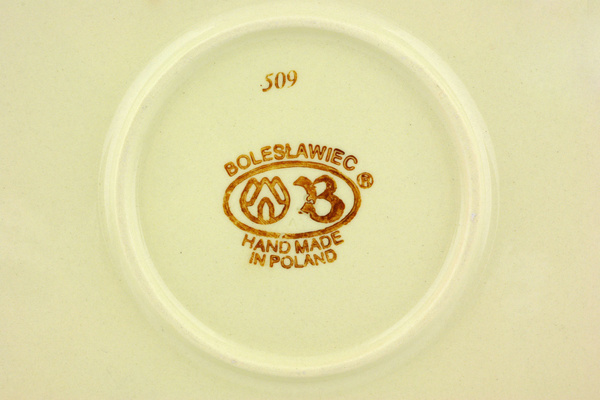 509
BOLESŁAWIEC ®
B
HAND MADE
IN POLAND